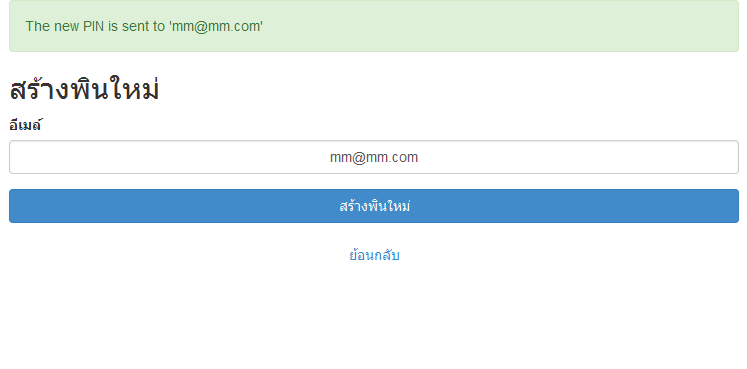 The new PIN is sent to 'mm@mm.com'
สร้างพินใหม่
อีเมล์
mm@mm.com
สร้างพินใหม่
ย้อนกลับ